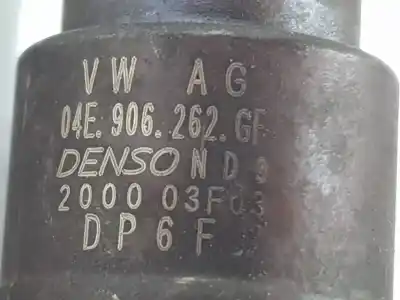 VW AG
04E.906.262.GF
DENSO ND
2000 03F03
DP6F